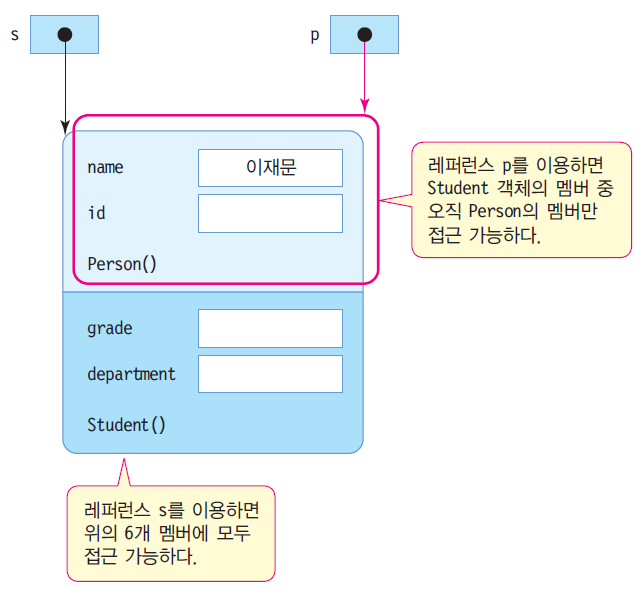 s
p
name
이재문
id
Person()
grade
department
Student()
레퍼런스 p를 이용하면
Student 객체의 멤버 중
오직 Person의 멤버만
접근 가능하다.
레퍼런스 s를 이용하면
위의 6개 멤버에 모두
접근 가능하다.